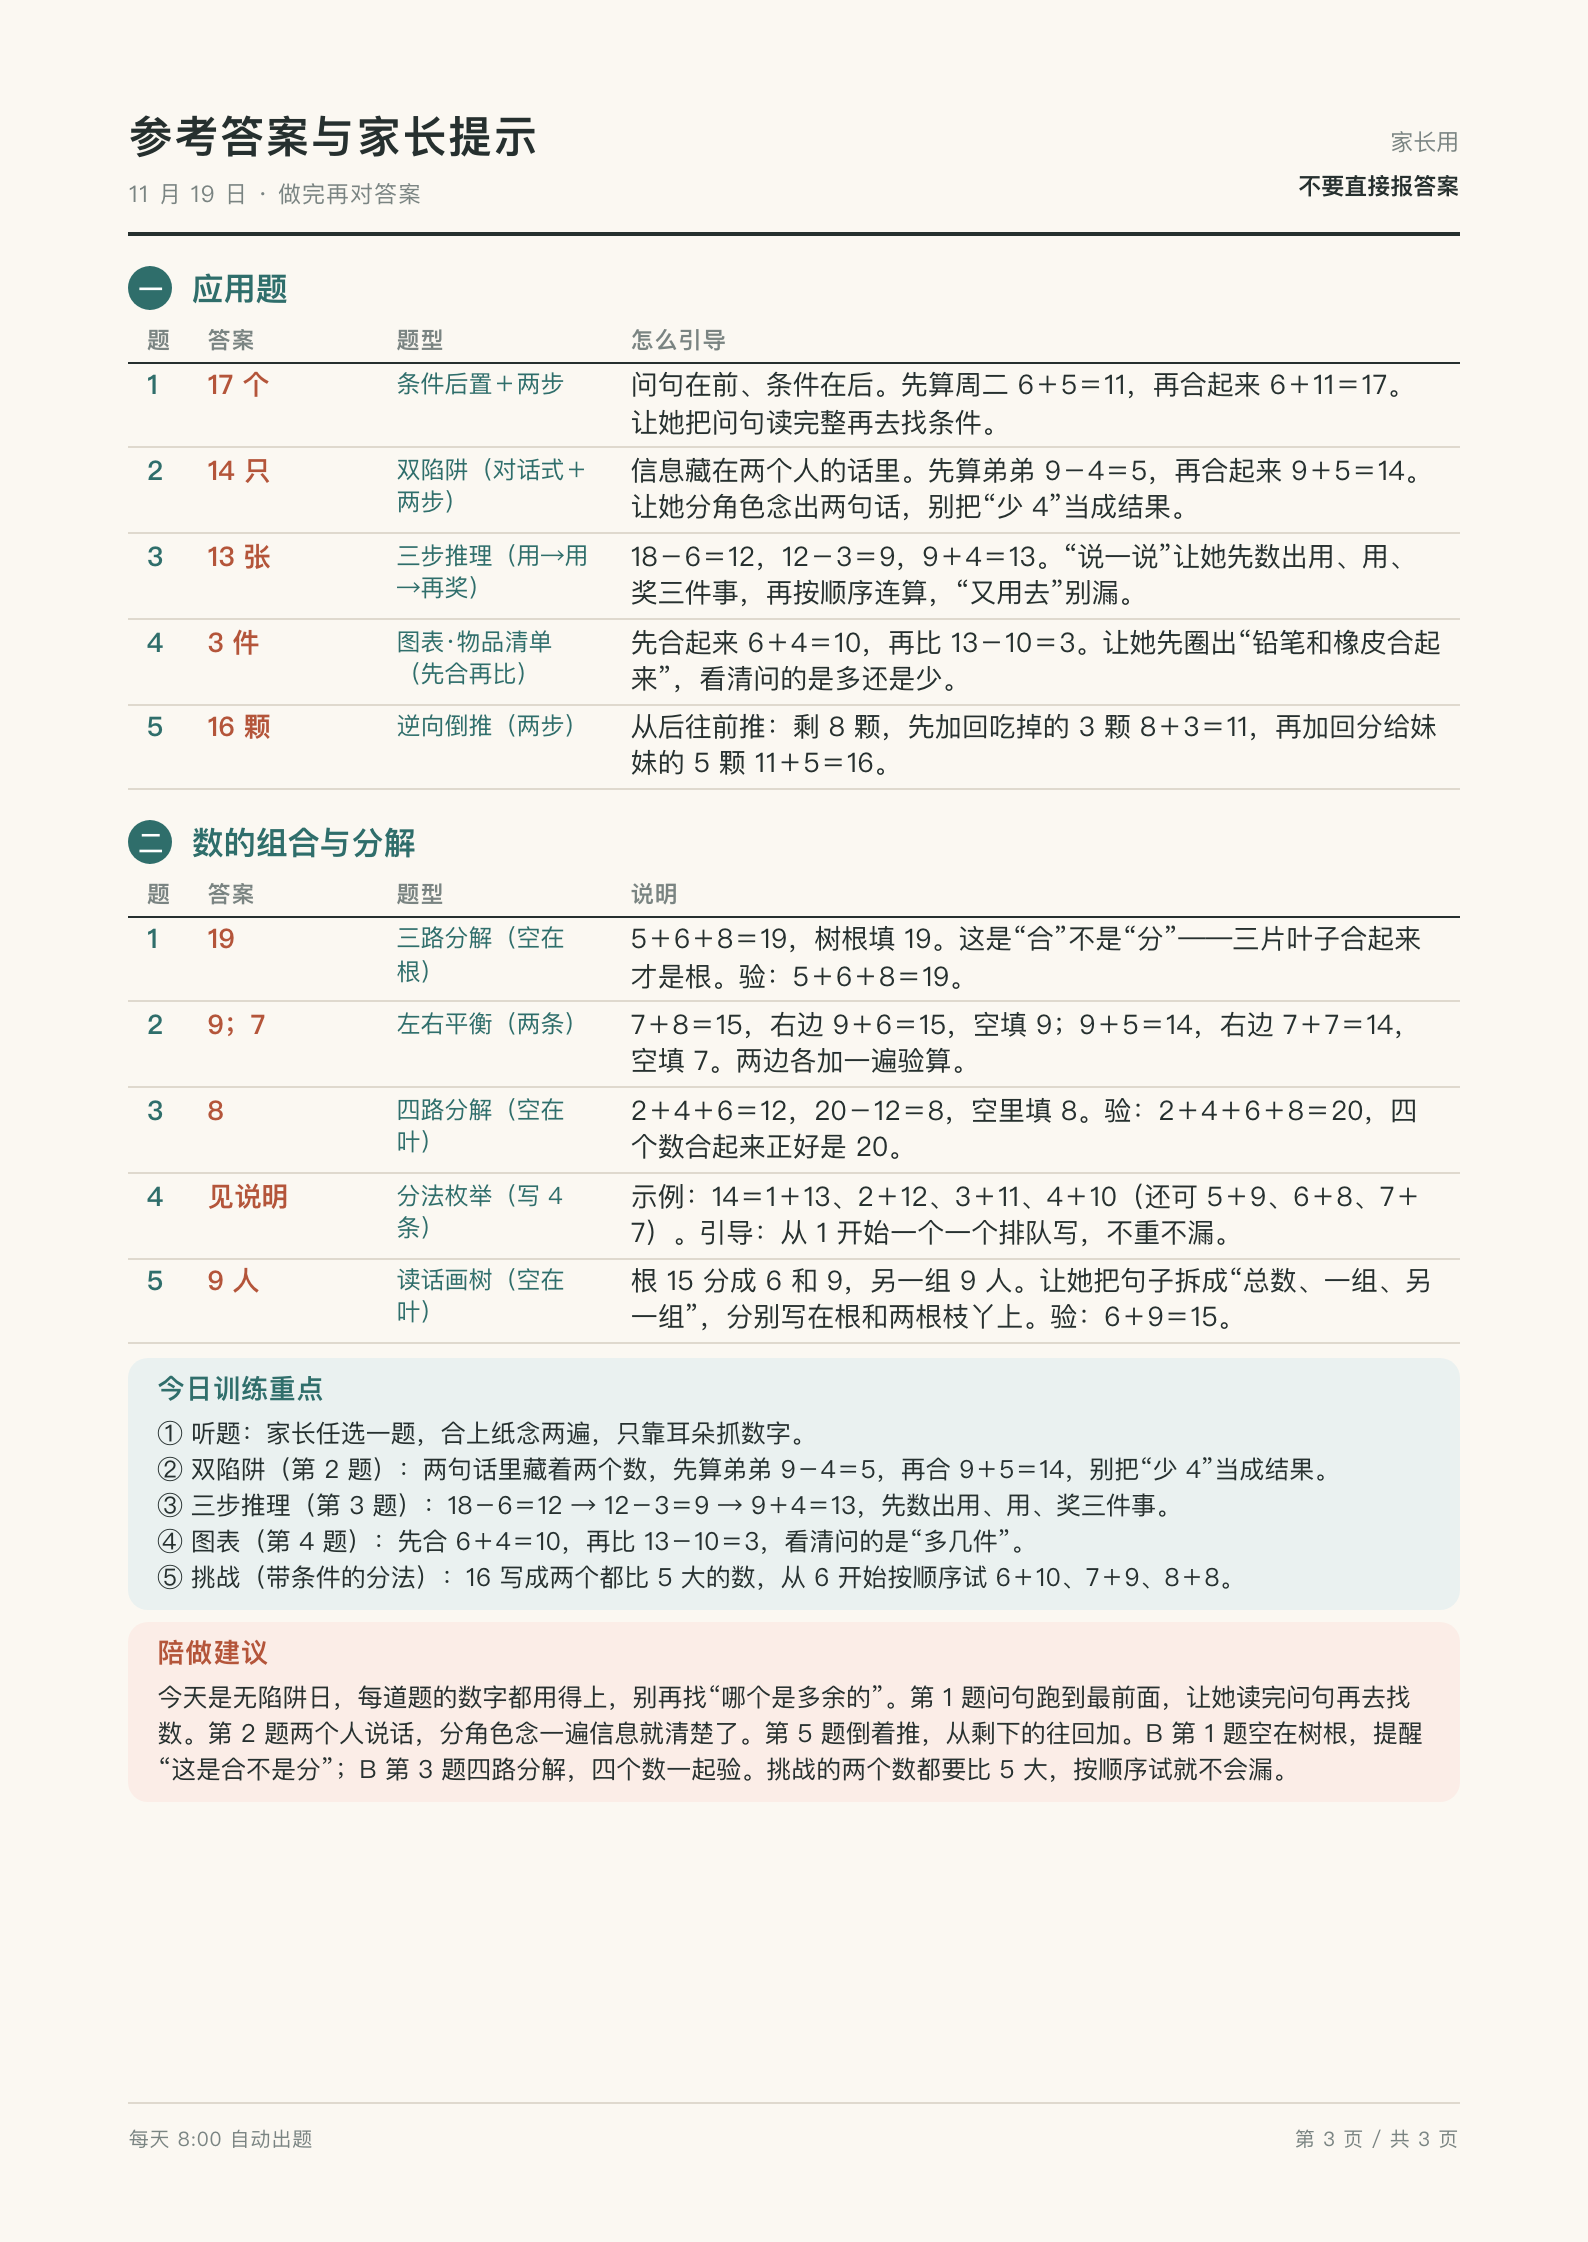 参考答案与家长提示
家长用
11 月 19 日 · 做完再对答案
不要直接报答案
一 应用题
题 答案 题型 怎么引导
1 17 个 条件后置＋两步 问句在前、条件在后。先算周二 6＋5＝11，再合起来 6＋11＝17。
让她把问句读完整再去找条件。
2 14 只 双陷阱（对话式＋ 信息藏在两个人的话里。先算弟弟 9－4＝5，再合起来 9＋5＝14。
两步） 让她分角色念出两句话，别把“少 4”当成结果。
3 13 张 三步推理（用→用 18－6＝12，12－3＝9，9＋4＝13。“说一说”让她先数出用、用、
→再奖） 奖三件事，再按顺序连算，“又用去”别漏。
4 3 件 图表·物品清单 先合起来 6＋4＝10，再比 13－10＝3。让她先圈出“铅笔和橡皮合起
（先合再比） 来”，看清问的是多还是少。
5 16 颗 逆向倒推（两步） 从后往前推：剩 8 颗，先加回吃掉的 3 颗 8＋3＝11，再加回分给妹
妹的 5 颗 11＋5＝16。
二 数的组合与分解
题 答案 题型 说明
1 19 三路分解（空在 5＋6＋8＝19，树根填 19。这是“合”不是“分”——三片叶子合起来
根） 才是根。验：5＋6＋8＝19。
2 9；7 左右平衡（两条） 7＋8＝15，右边 9＋6＝15，空填 9；9＋5＝14，右边 7＋7＝14，
空填 7。两边各加一遍验算。
3 8 四路分解（空在 2＋4＋6＝12，20－12＝8，空里填 8。验：2＋4＋6＋8＝20，四
叶） 个数合起来正好是 20。
4 见说明 分法枚举（写 4 示例：14＝1＋13、2＋12、3＋11、4＋10（还可 5＋9、6＋8、7＋
条） 7）。引导：从 1 开始一个一个排队写，不重不漏。
5 9 人 读话画树（空在 根 15 分成 6 和 9，另一组 9 人。让她把句子拆成“总数、一组、另
叶） 一组”，分别写在根和两根枝丫上。验：6＋9＝15。
今日训练重点
① 听题：家长任选一题，合上纸念两遍，只靠耳朵抓数字。
② 双陷阱（第 2 题）：两句话里藏着两个数，先算弟弟 9－4＝5，再合 9＋5＝14，别把“少 4”当成结果。
③ 三步推理（第 3 题）：18－6＝12 → 12－3＝9 → 9＋4＝13，先数出用、用、奖三件事。
④ 图表（第 4 题）：先合 6＋4＝10，再比 13－10＝3，看清问的是“多几件”。
⑤ 挑战（带条件的分法）：16 写成两个都比 5 大的数，从 6 开始按顺序试 6＋10、7＋9、8＋8。
陪做建议
今天是无陷阱日，每道题的数字都用得上，别再找“哪个是多余的”。第 1 题问句跑到最前面，让她读完问句再去找
数。第 2 题两个人说话，分角色念一遍信息就清楚了。第 5 题倒着推，从剩下的往回加。B 第 1 题空在树根，提醒
“这是合不是分”；B 第 3 题四路分解，四个数一起验。挑战的两个数都要比 5 大，按顺序试就不会漏。
每天 8:00 自动出题 第 3 页 / 共 3 页